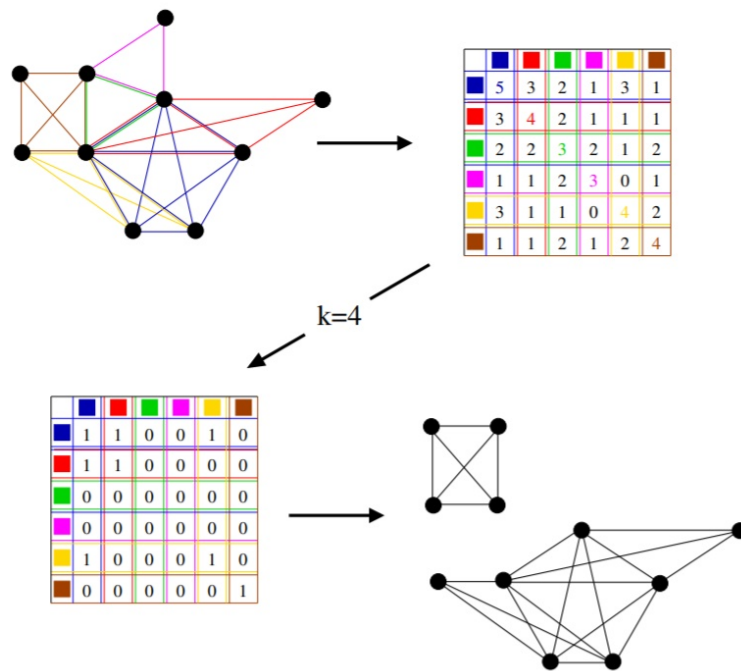 5 3 2 1 3 1
3 4 2 1 1 1
2 2 3 2 1 2
1 1 2 3 0 1
3 1 1 0 4 2
1 1 2 1 2 4
k=4
1 1 0 0 1 0
1 1 0 0 0 0
0 0 0 0 0 0
0 0 0 0 0 0
1 0 0 0 1 0
0 0 0 0 0 1